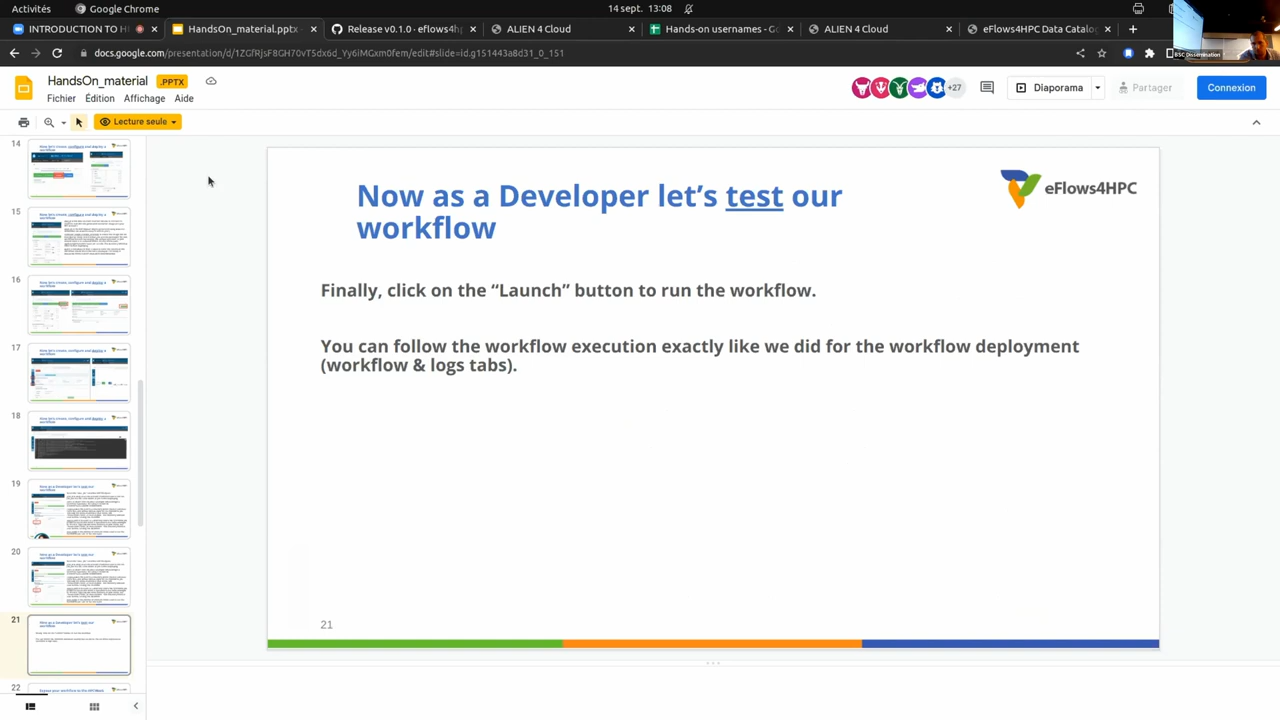 Activités
Google Chrome
14 sept. 13:08
INTRODUCTION TO H
HandsOn_material.pptx
Release v0.1.0 · eflows4h
ALIEN 4 Cloud
Hands-on usernames - G
ALIEN 4 Cloud
eFlows4HPC Data Catalo
docs.google.com/presentation/d/1ZGfRjsF8GH70vT5dx6d_Yy6iMGxm0fem/edit#slide=id.g151443a8d31_0_151
BSC Dissemination
HandsOn_material
.PPTX
Fichier
Édition
Affichage
Aide
+27
Diaporama
Partager
Connexion
Lecture seule
14
15
16
17
18
19
20
21
22
Now as a Developer let's test our
workflow
eFlows4HPC
Finally, click on the “Launch” button to run the workflow.
You can follow the workflow execution exactly like we did for the workflow deployment
(workflow & logs tabs).
21